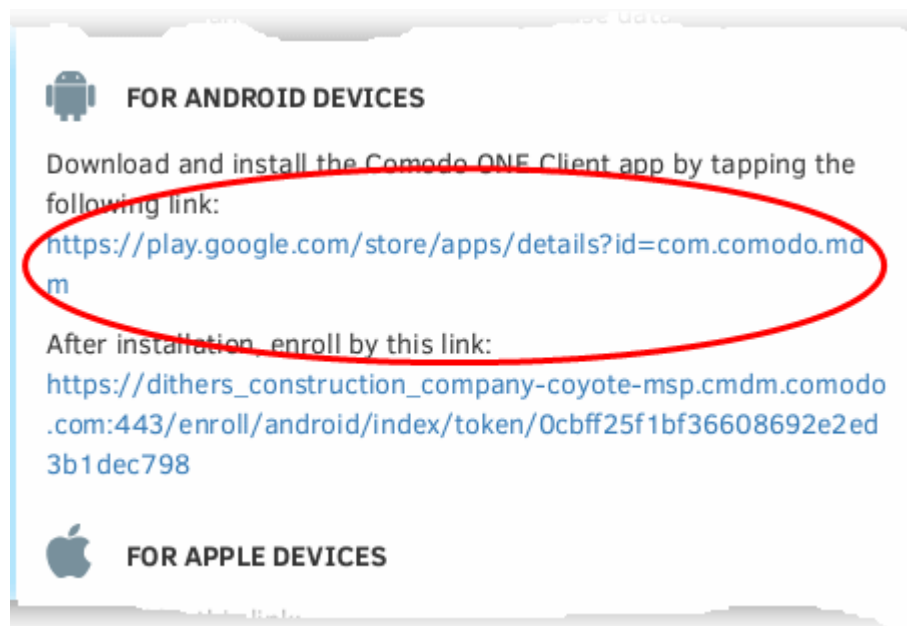 FOR ANDROID DEVICES
Download and install the Comodo ONE Client app by tapping the
following link:
https://play.google.com/store/apps/details?id=com.comodo.md
m
After installation, enroll by this link:
https://dithers_construction_company-coyote-msp.cmdm.comodo
.com:443/enroll/android/index/token/0cbff25f1bf36608692e2ed
3b1dec798
FOR APPLE DEVICES